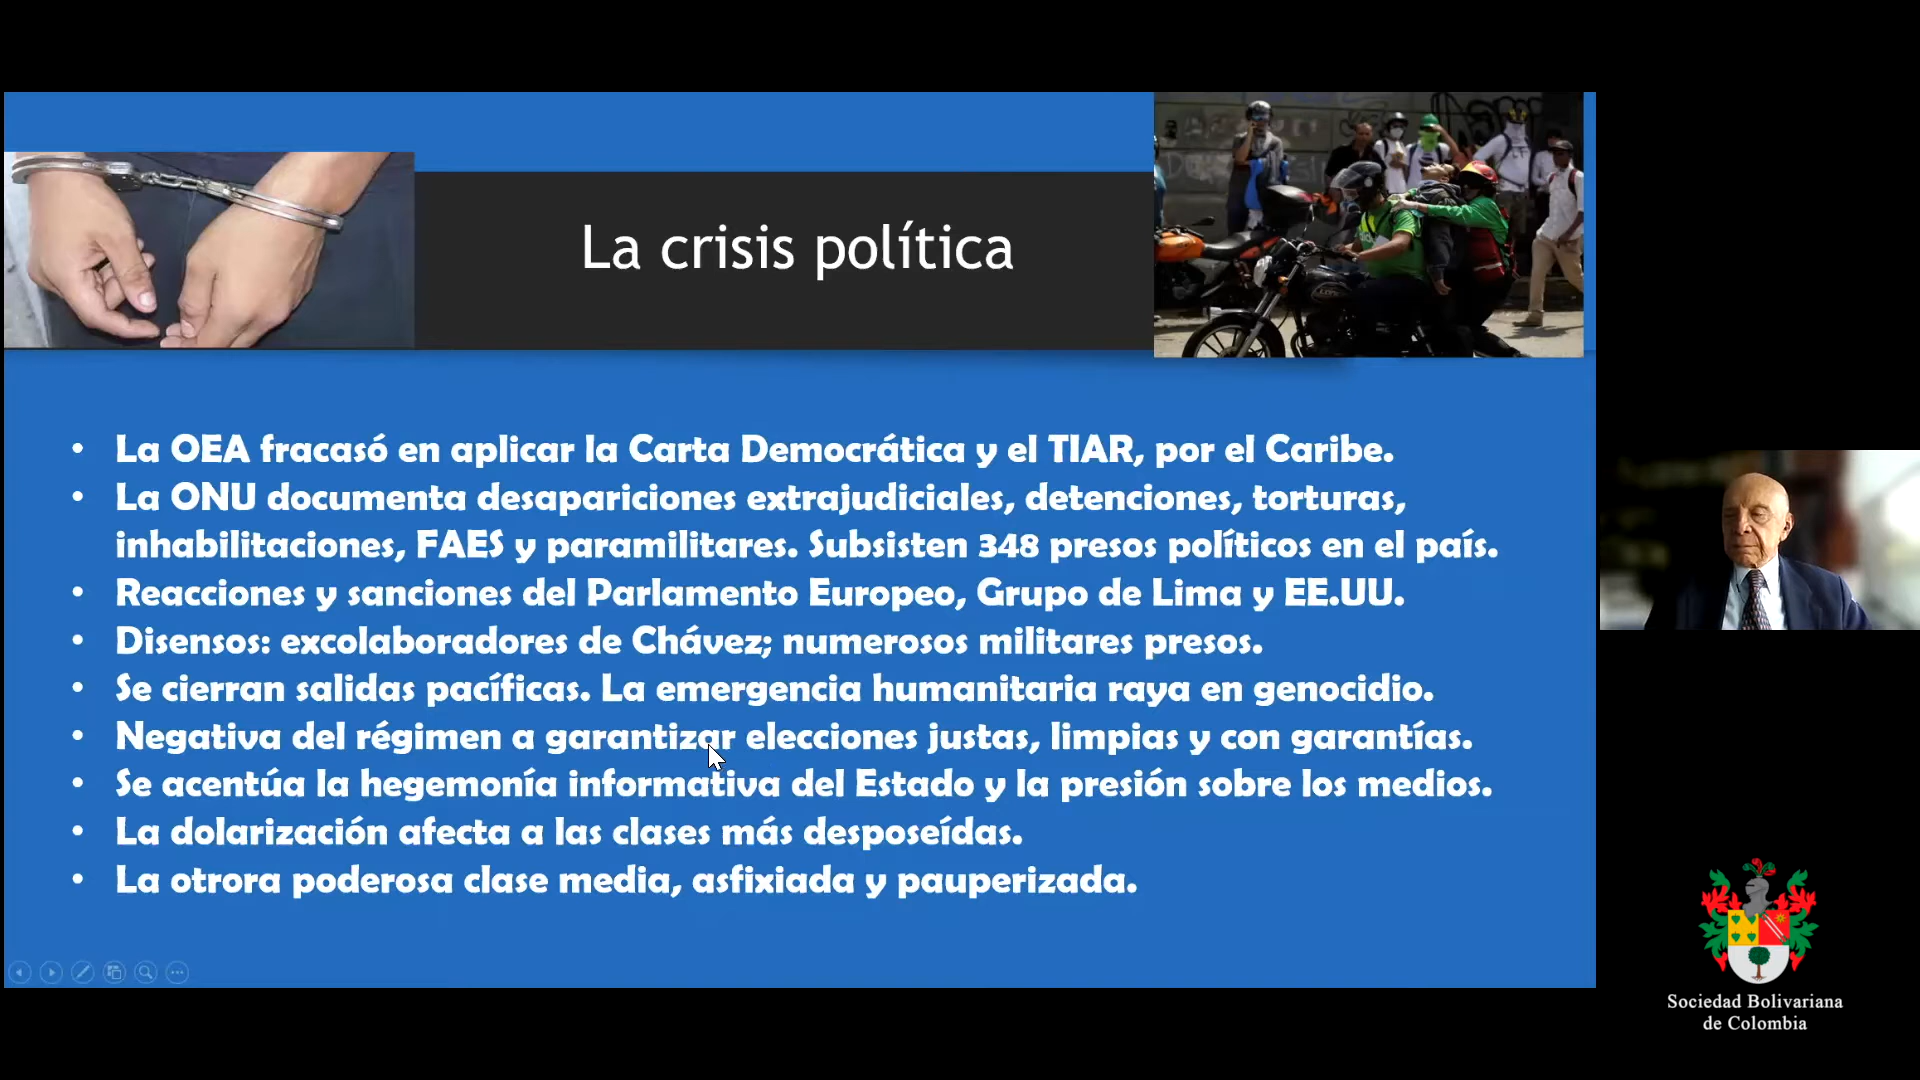 La crisis política
• La OEA fracasó en aplicar la Carta Democrática y el TIAR, por el Caribe.
• La ONU documenta desapariciones extrajudiciales, detenciones, torturas,
inhabilitaciones, FAES y paramilitares. Subsisten 348 presos políticos en el país.
• Reacciones y sanciones del Parlamento Europeo, Grupo de Lima y EE.UU.
• Disensos: excolaboradores de Chávez; numerosos militares presos.
• Se cierran salidas pacíficas. La emergencia humanitaria raya en genocidio.
• Negativa del régimen a garantizar elecciones justas, limpias y con garantías.
• Se acentúa la hegemonía informativa del Estado y la presión sobre los medios.
• La dolarización afecta a las clases más desposeídas.
• La otrora poderosa clase media, asfixiada y pauperizada.
Sociedad Bolivariana
de Colombia